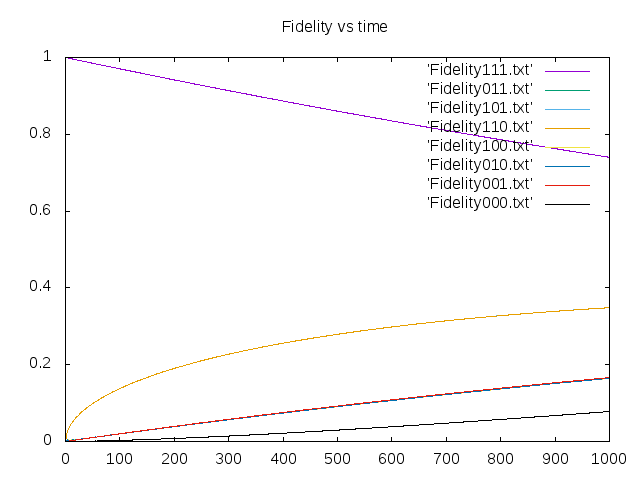 Fidelity vs time
1
0.8
0.6
0.4
0.2
0
0 100 200 300 400 500 600 700 800 900 1000
'Fidelity111.txt'
'Fidelity011.txt'
'Fidelity101.txt'
'Fidelity110.txt'
'Fidelity100.txt'
'Fidelity010.txt'
'Fidelity001.txt'
'Fidelity000.txt'